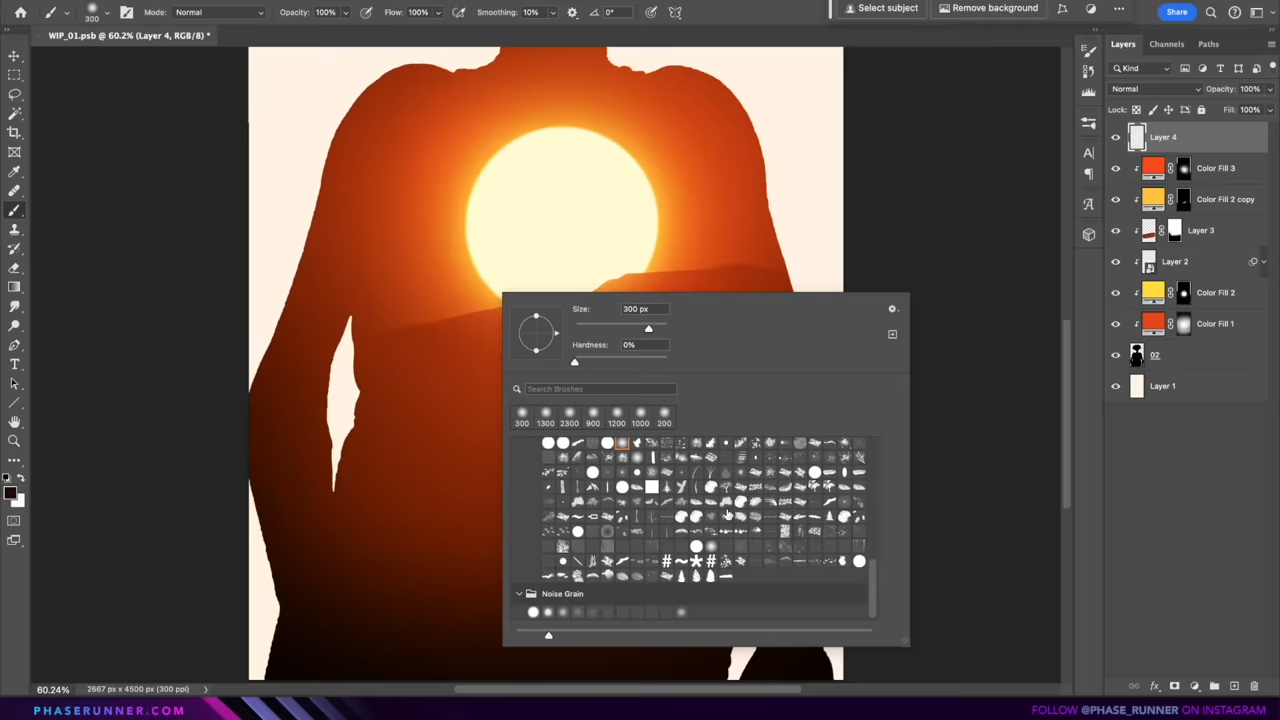 300
Mode: Normal
Opacity: 100%
Flow: 100%
Smoothing: 10%
0°
Select subject
Remove background
Share
WIP_01.psb @ 60.2% (Layer 4, RGB/8) *
Layers
Channels
Paths
Kind
Normal
Opacity: 100%
Lock:
Fill: 100%
Layer 4
Color Fill 3
Color Fill 2 copy
Layer 3
Layer 2
Color Fill 2
Color Fill 1
02
Layer 1
Size: 300 px
Hardness: 0%
Search Brushes
300 1300 2300 900 1200 1000 200
Noise Grain
60.24%
2667 px x 4500 px (300 ppi)
PHASERUNNER.COM
FOLLOW @PHASE_RUNNER ON INSTAGRAM